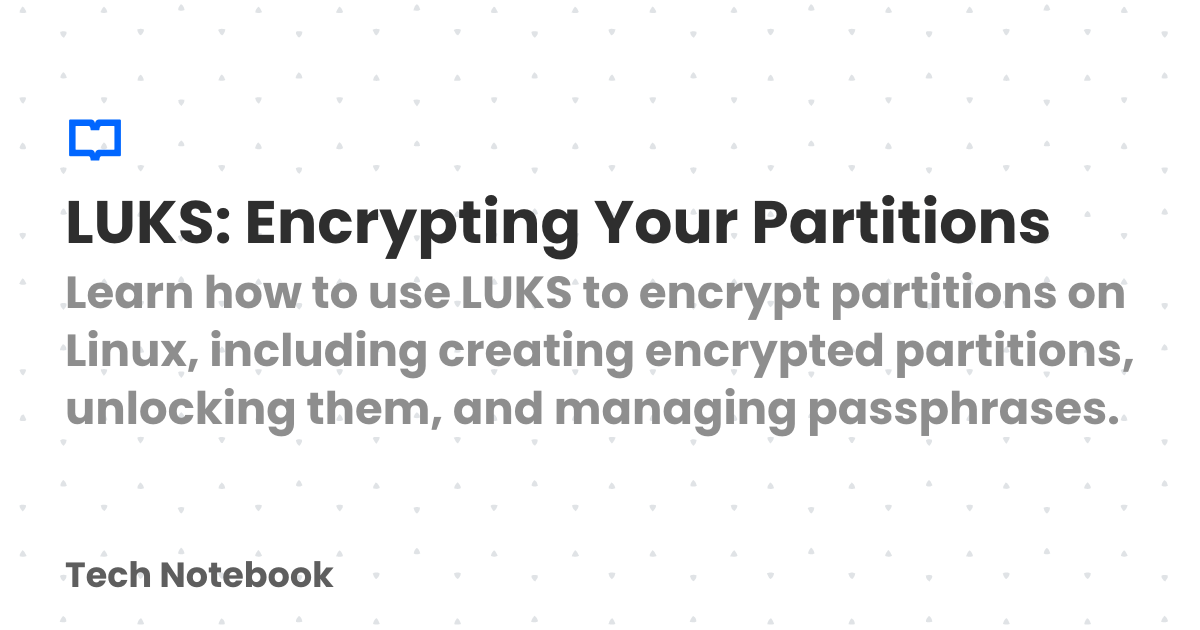 LUKS: Encrypting Your Partitions
Learn how to use LUKS to encrypt partitions on
Linux, including creating encrypted partitions,
unlocking them, and managing passphrases.
Tech Notebook